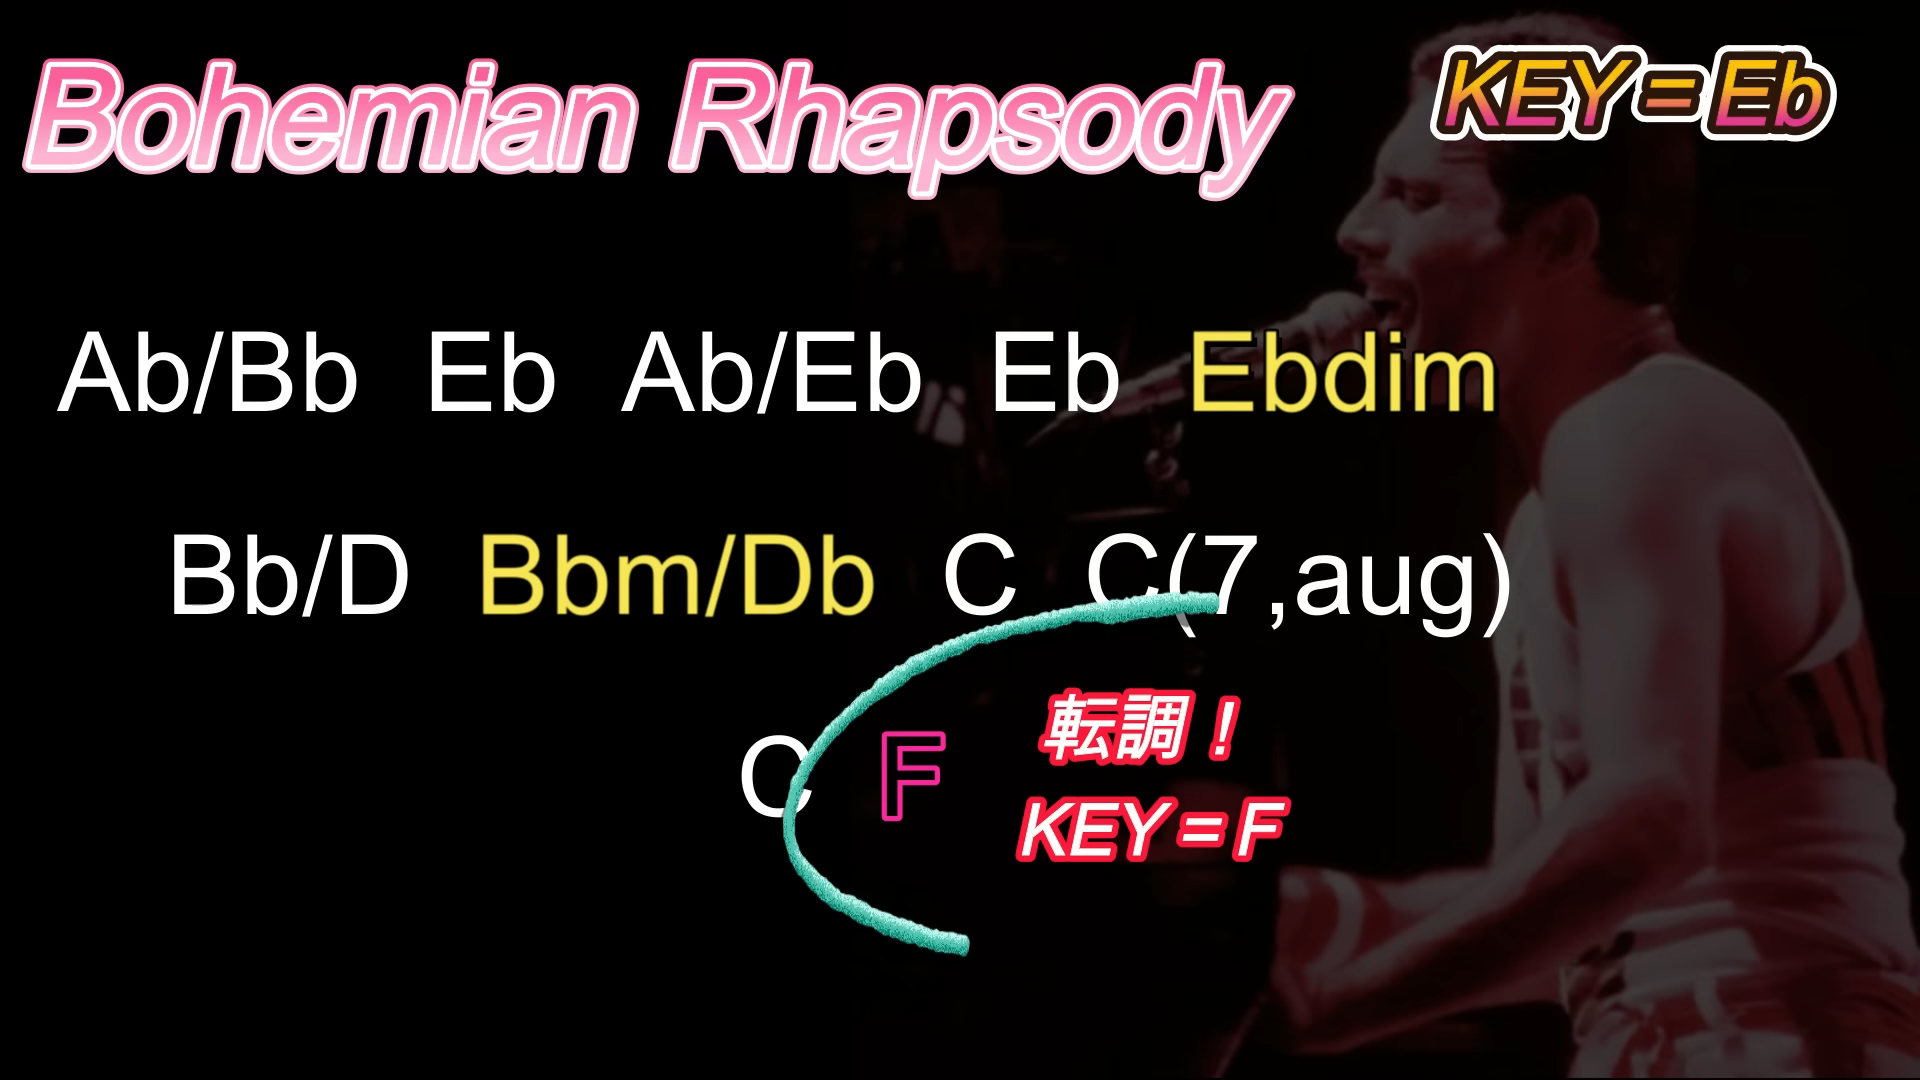 Bohemian Rhapsody
KEY=Eb
Ab/Bb Eb Ab/Eb Eb Ebdim
Bb/D Bbm/Db C C(7,aug)
C F
転調！
KEY=F